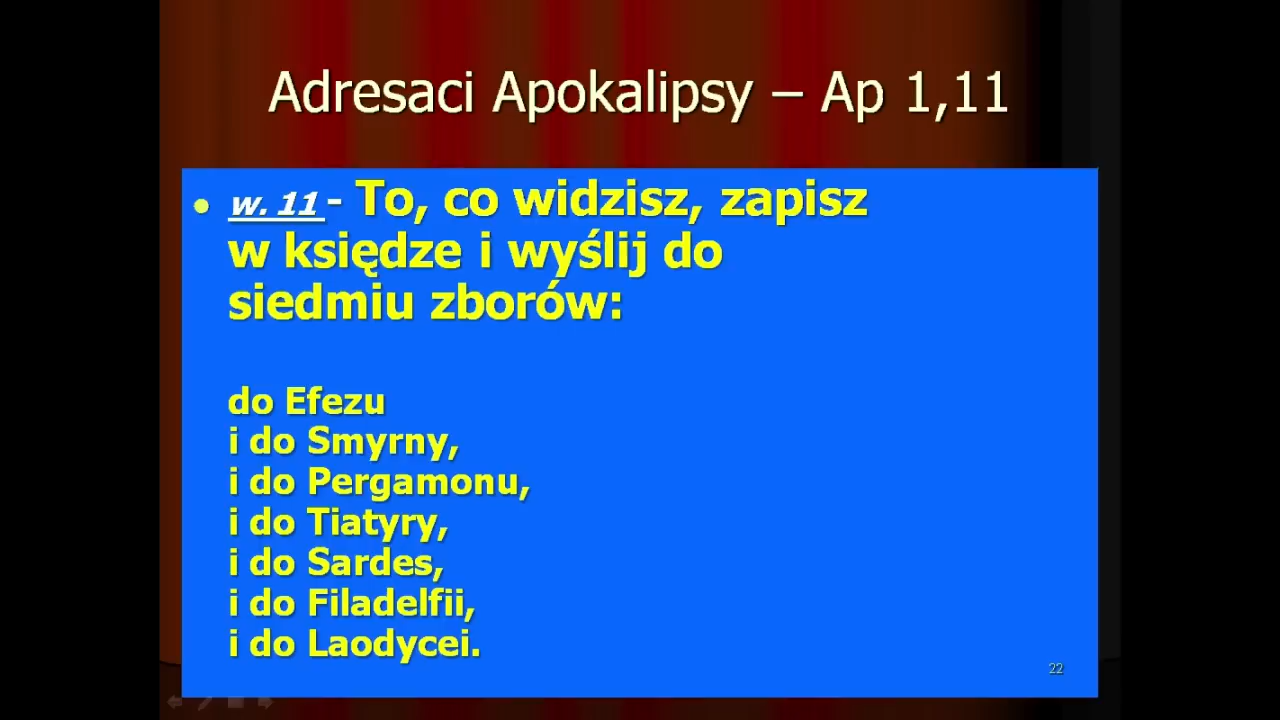 Adresaci Apokalipsy – Ap 1,11
w. 11 - To, co widzisz, zapisz
w księdze i wyślij do
siedmiu zborów:
do Efezu
i do Smyrny,
i do Pergamonu,
i do Tiatyry,
i do Sardes,
i do Filadelfii,
i do Laodycei.
22